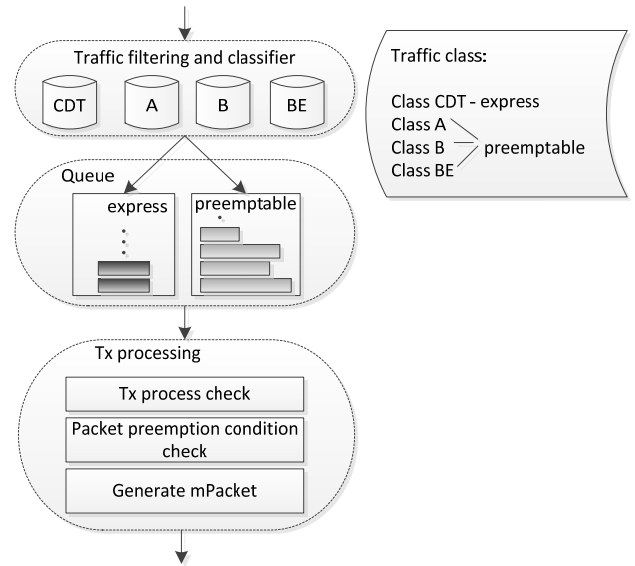 Traffic filtering and classifier
CDT
A
B
BE
Queue
express
preemptable
Tx processing
Tx process check
Packet preemption condition
check
Generate mPacket
Traffic class:
Class CDT - express
Class A
Class B
preemptable
Class BE